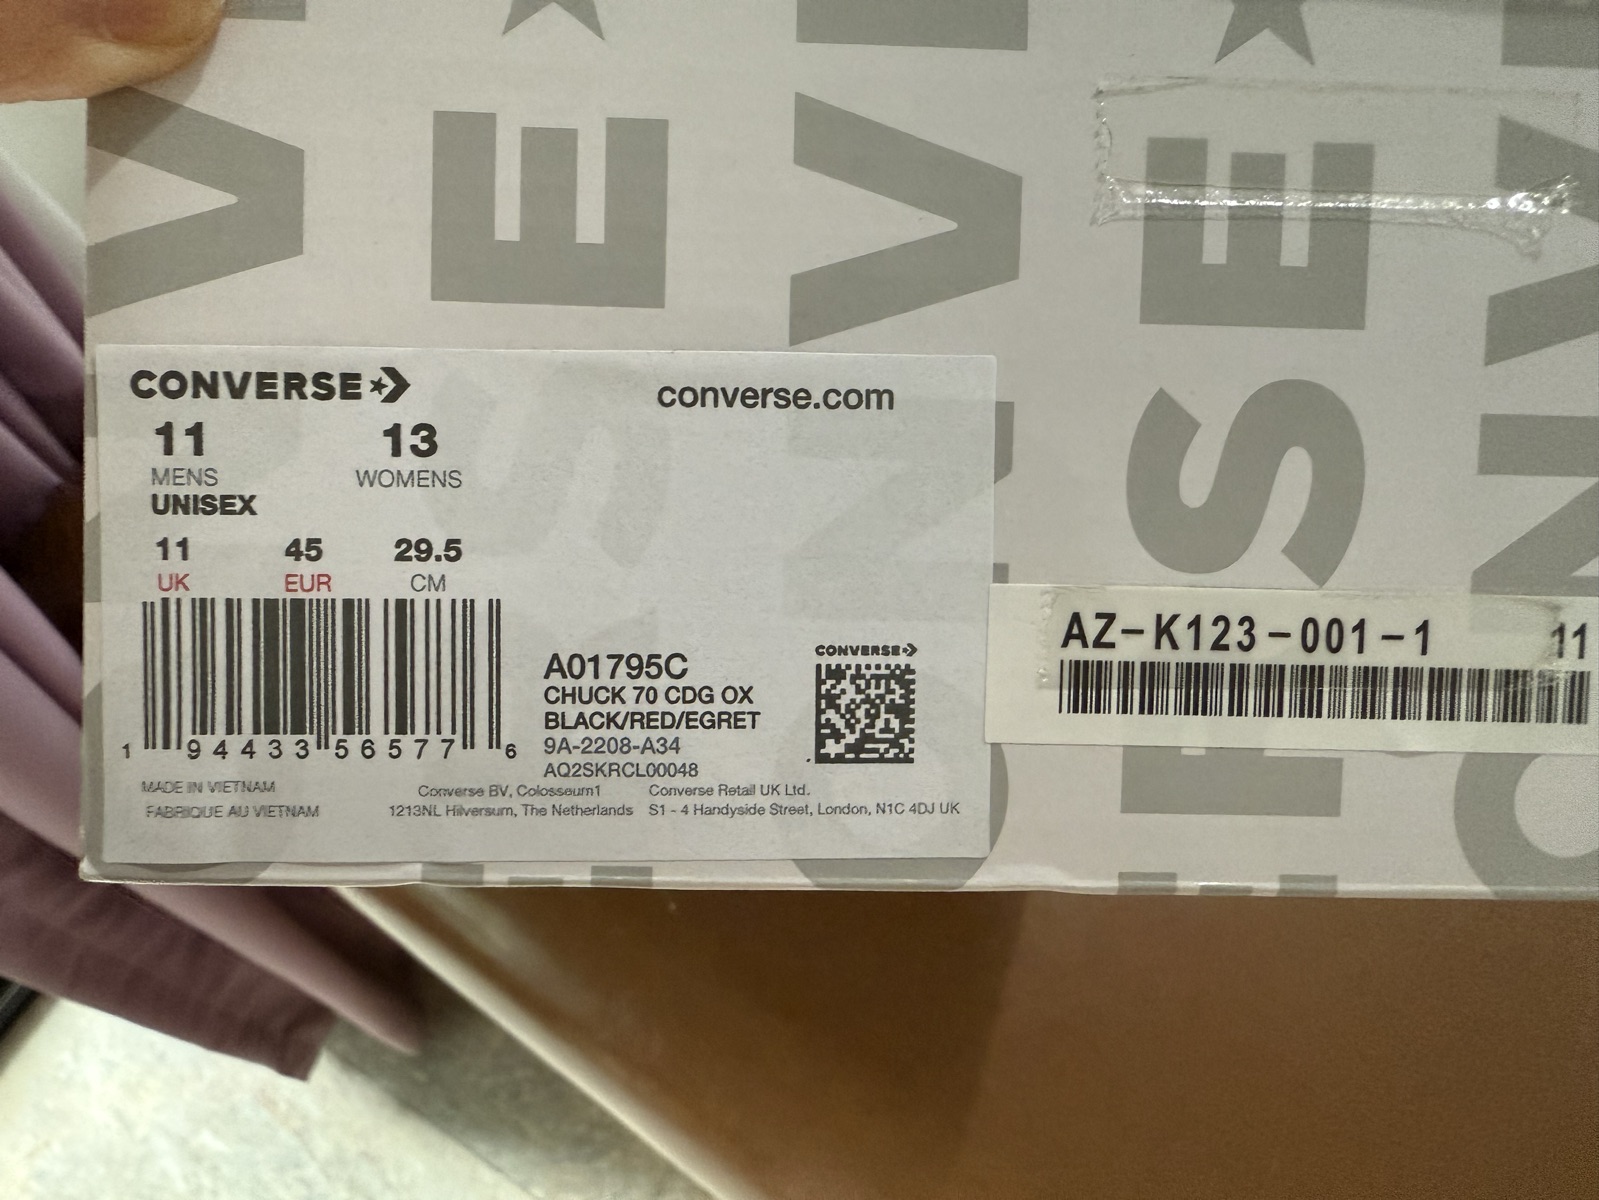 CONVERSE
converse.com
11 13
MENS WOMENS
UNISEX
11 45 29.5
UK EUR CM
1 94433 56577 6
A01795C
CHUCK 70 CDG OX
BLACK/RED/EGRET
9A-2208-A34
AQ2SKRCL00048
CONVERSE
MADE IN VIETNAM
FABRIQUE AU VIETNAM
Converse BV, Colosseum1
1213NL Hilversum, The Netherlands
Converse Retail UK Ltd.
S1 - 4 Handyside Street, London, N1C 4DJ UK
AZ-K123-001-1 11